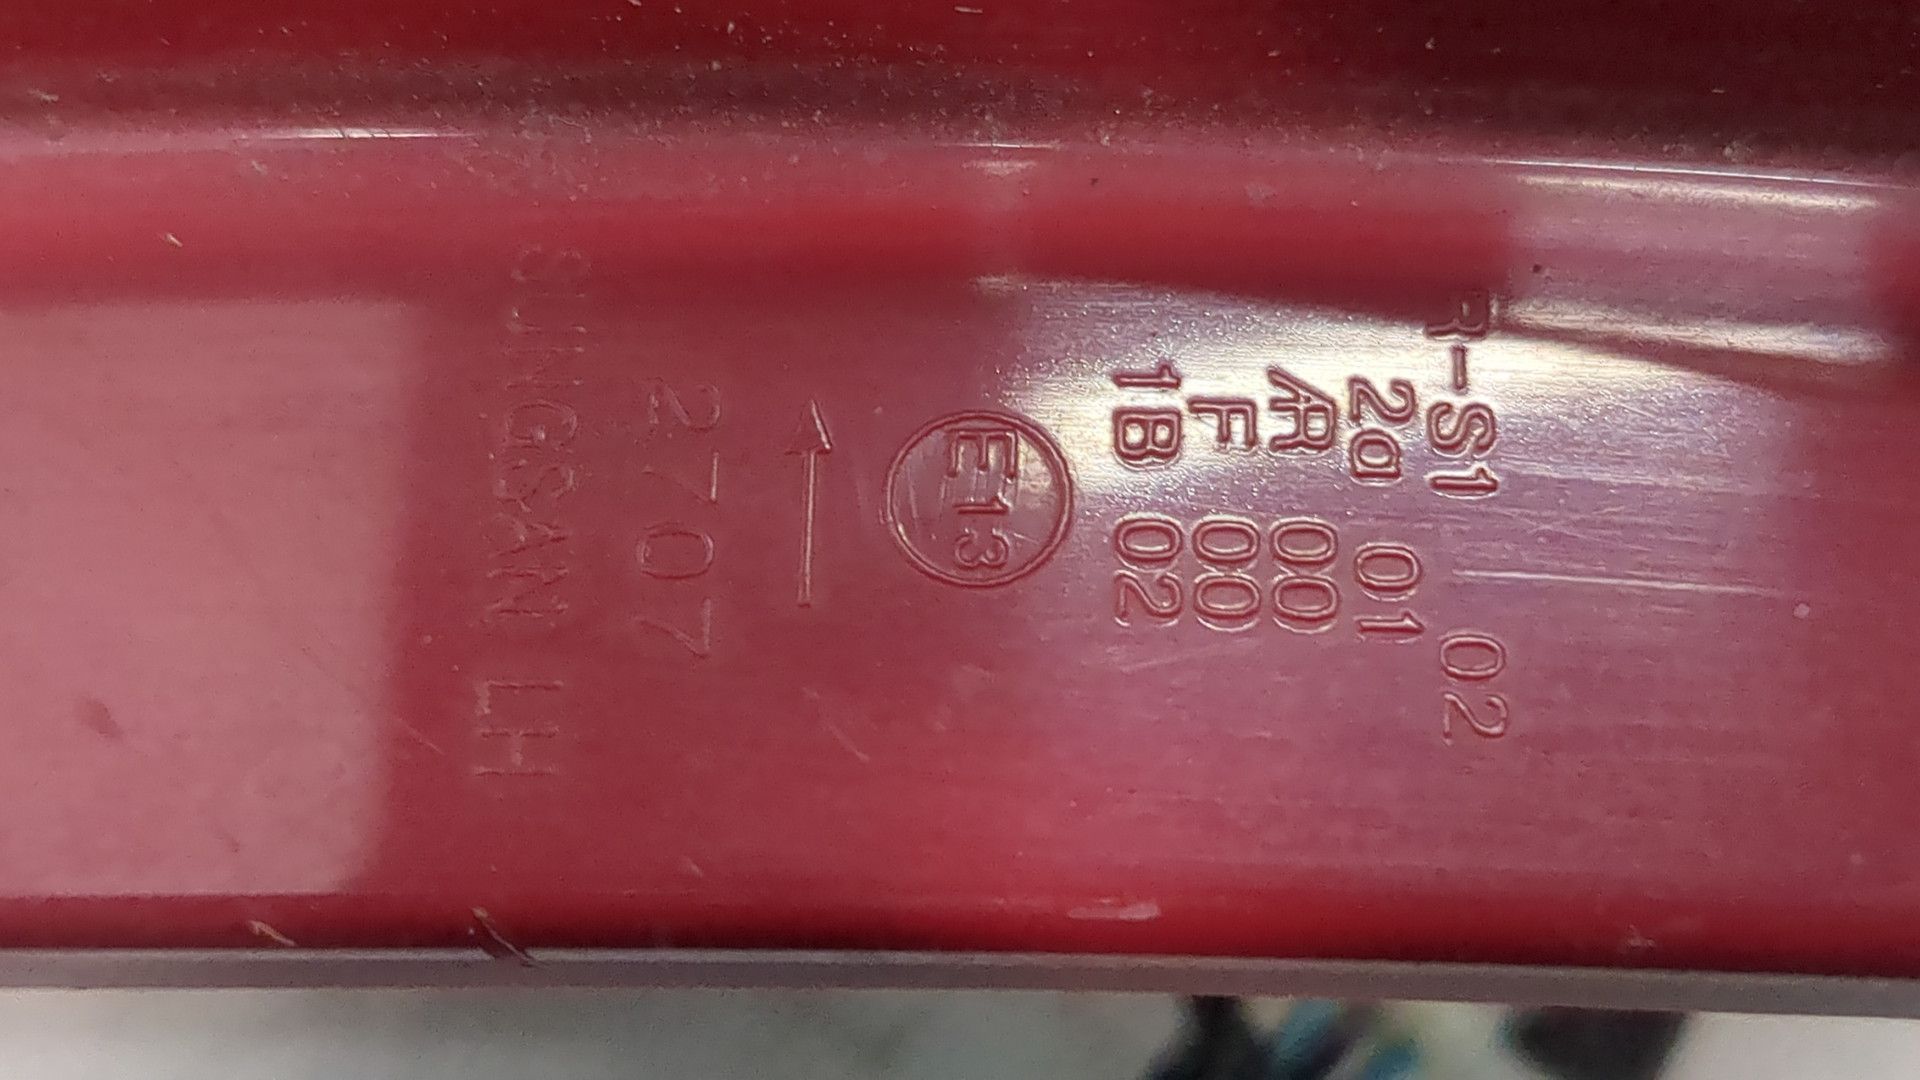 R-S1 02
2a 01
AR 00
F 00
1B 02
E13
2707
SUNGSAN LH